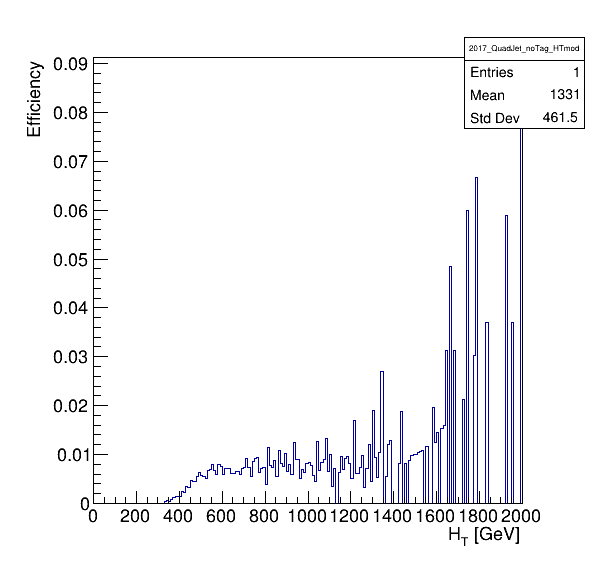 2017_QuadJet_noTag_HTmod
Entries 1
Mean 1331
Std Dev 461.5
Efficiency
0.09
0.08
0.07
0.06
0.05
0.04
0.03
0.02
0.01
0
0 200 400 600 800 1000 1200 1400 1600 1800 2000
H_T [GeV]